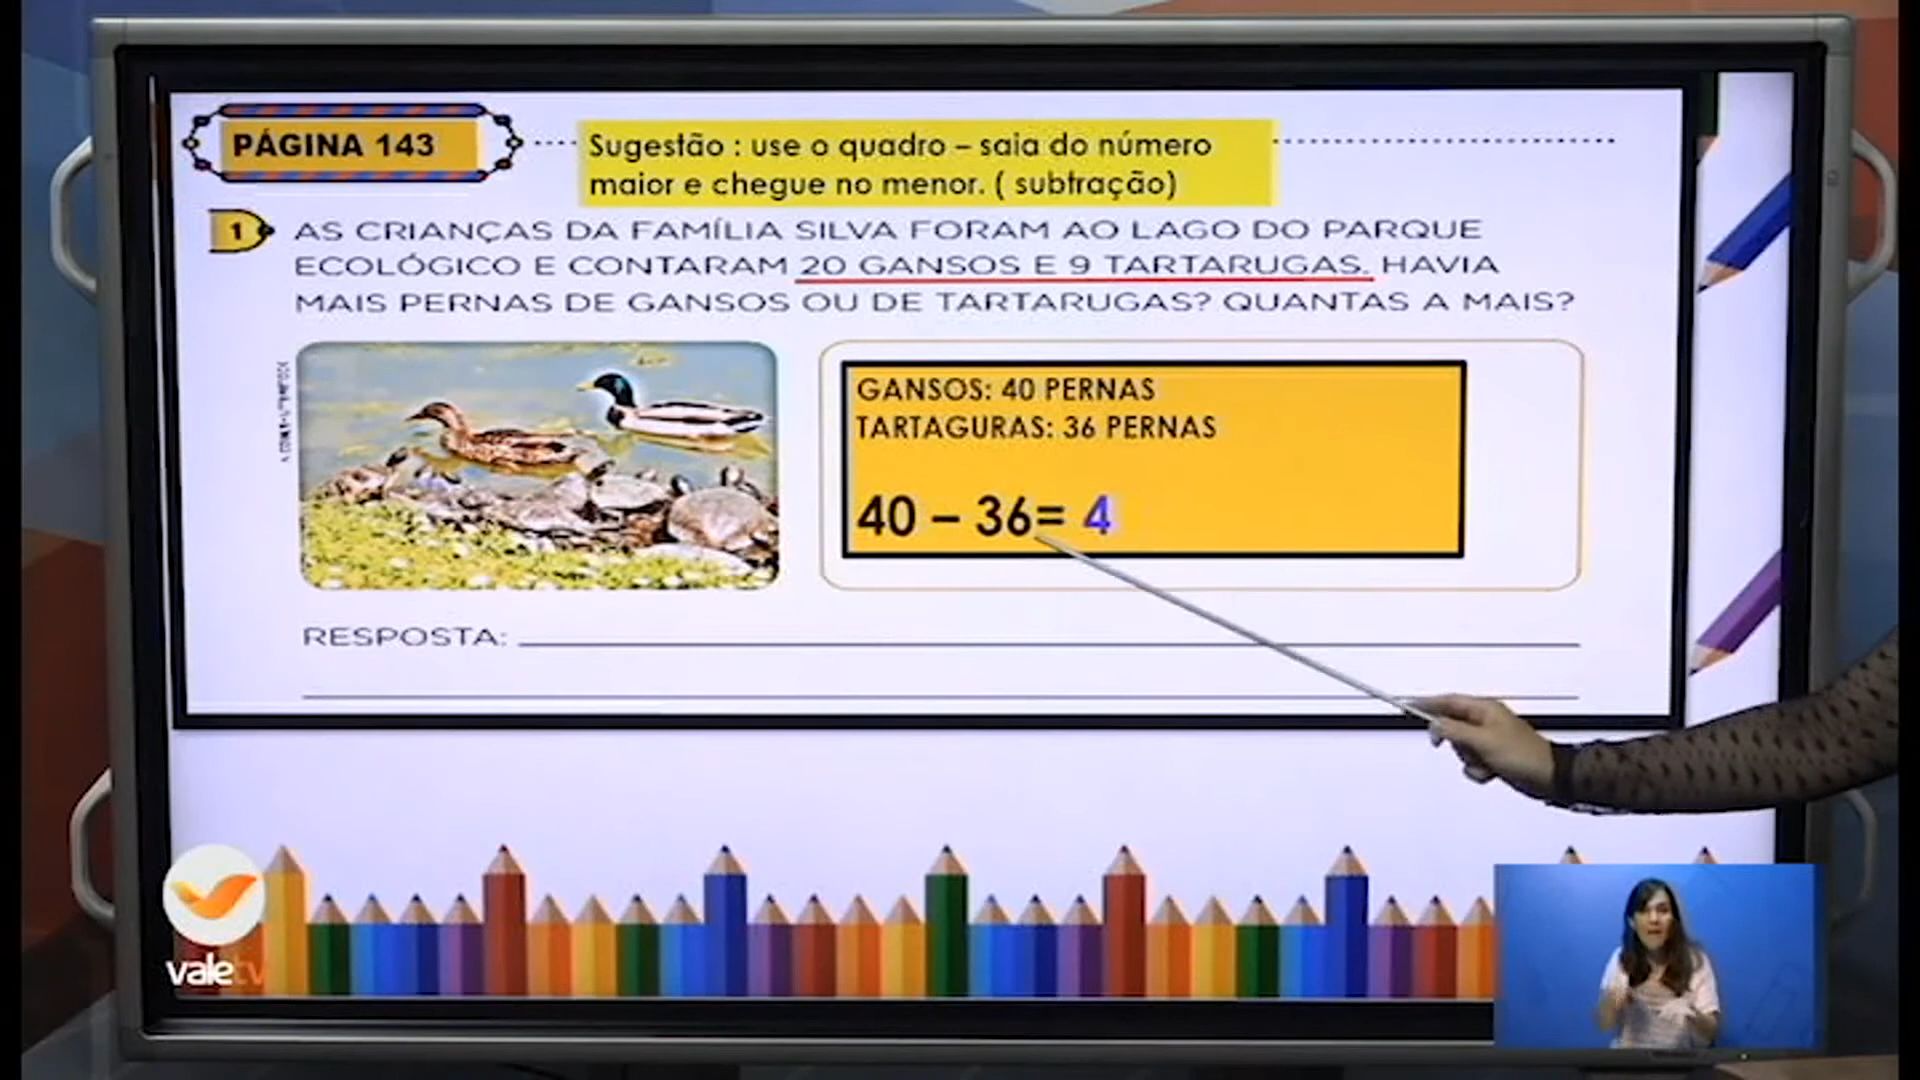 PÁGINA 143
Sugestão : use o quadro – saia do número
maior e chegue no menor. ( subtração)
1
AS CRIANÇAS DA FAMÍLIA SILVA FORAM AO LAGO DO PARQUE
ECOLÓGICO E CONTARAM 20 GANSOS E 9 TARTARUGAS. HAVIA
MAIS PERNAS DE GANSOS OU DE TARTARUGAS? QUANTAS A MAIS?
GANSOS: 40 PERNAS
TARTAGURAS: 36 PERNAS
40 – 36= 4
RESPOSTA:
valetv